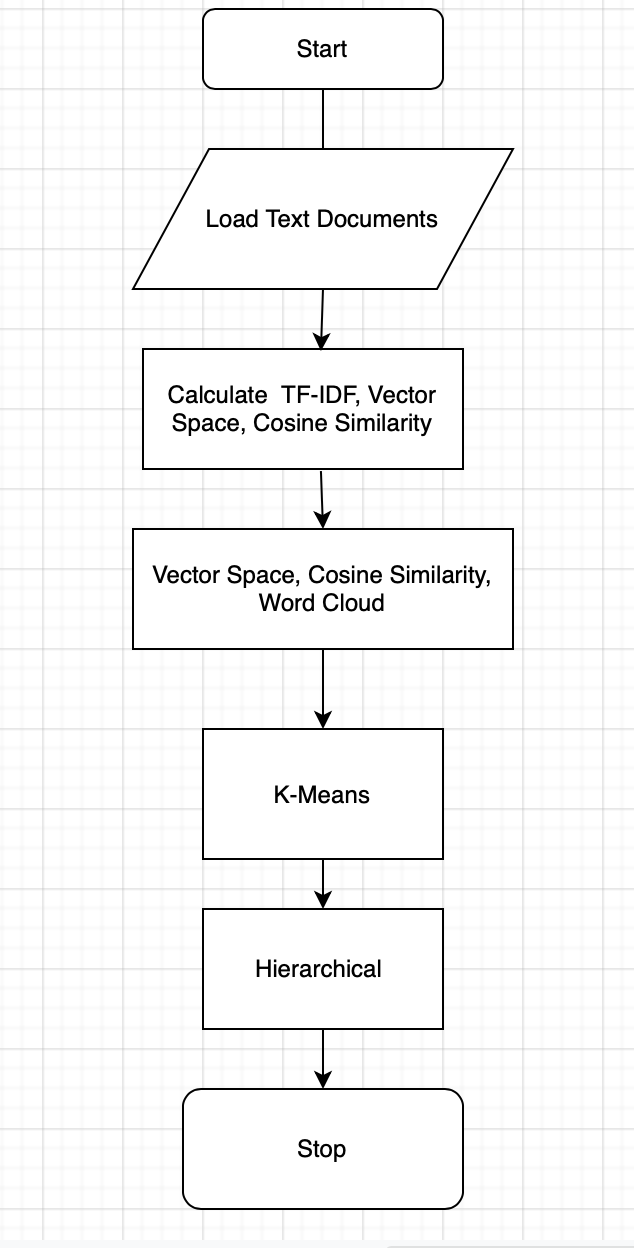 Start
Load Text Documents
Calculate  TF-IDF, Vector
Space, Cosine Similarity
Vector Space, Cosine Similarity,
Word Cloud
K-Means
Hierarchical
Stop